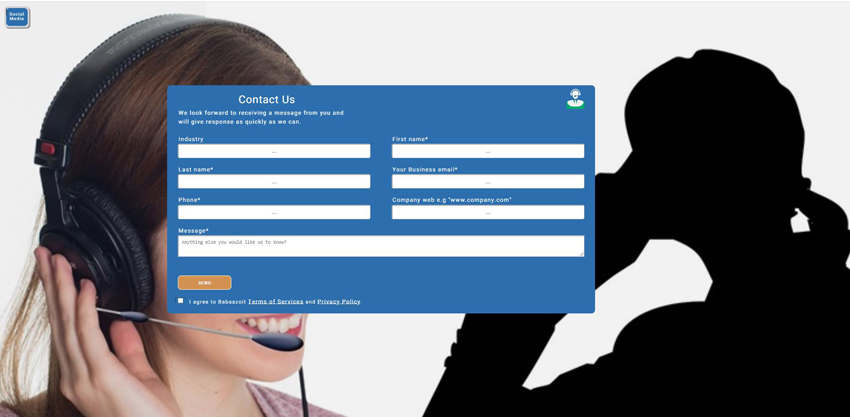 Social
Media
Contact Us
We look forward to receiving a message from you and
will give response as quickly as we can.
Industry
First name*
...
...
Last name*
Your Business email*
...
...
Phone*
Company web e.g "www.company.com"
...
...
Message*
Anything else you would like us to know?
SEND
I agree to Babeazoit Terms of Services and Privacy Policy